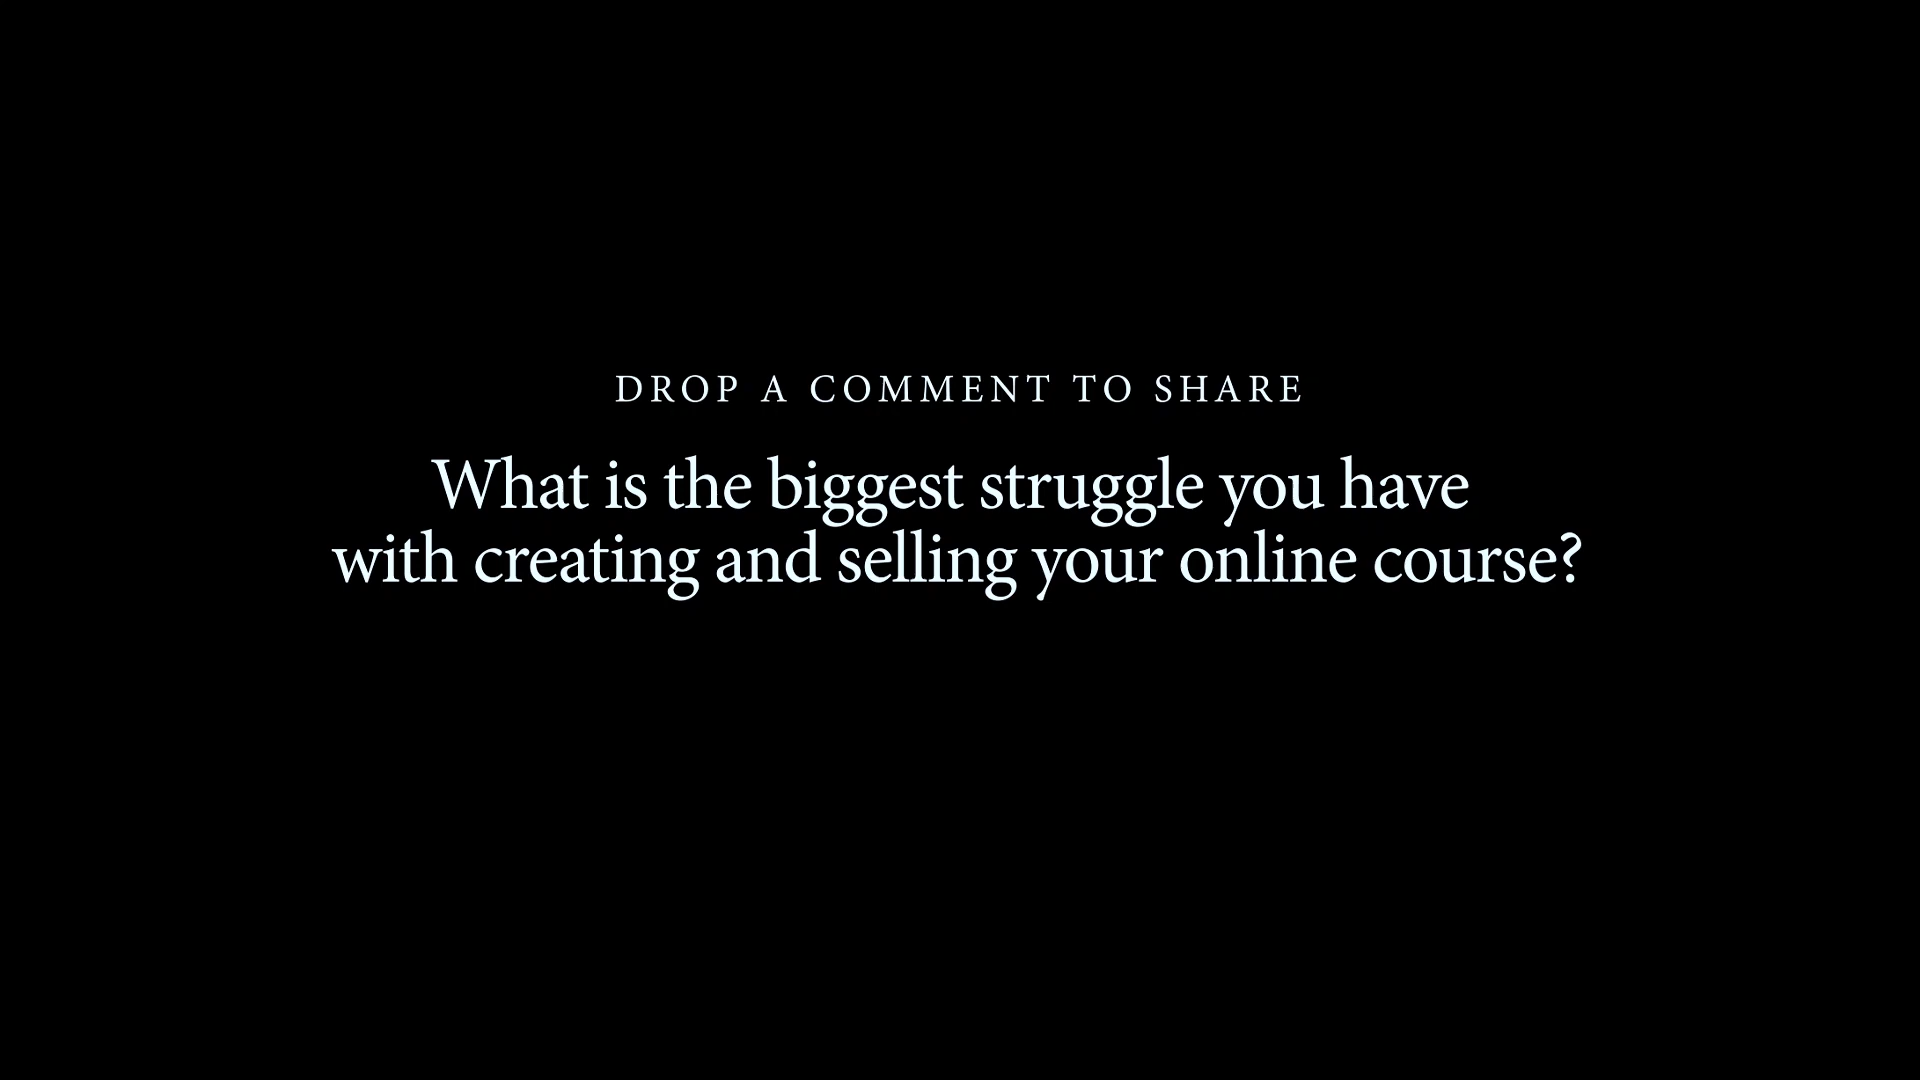 DROP A COMMENT TO SHARE
What is the biggest struggle you have
with creating and selling your online course?